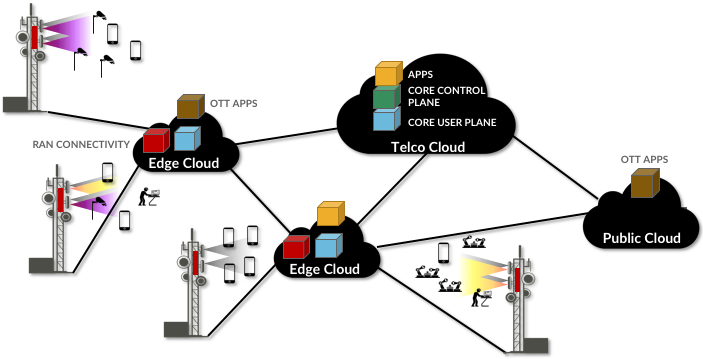 APPS
CORE CONTROL
PLANE
CORE USER PLANE
Telco Cloud
OTT APPS
RAN CONNECTIVITY
Edge Cloud
OTT APPS
Public Cloud
Edge Cloud